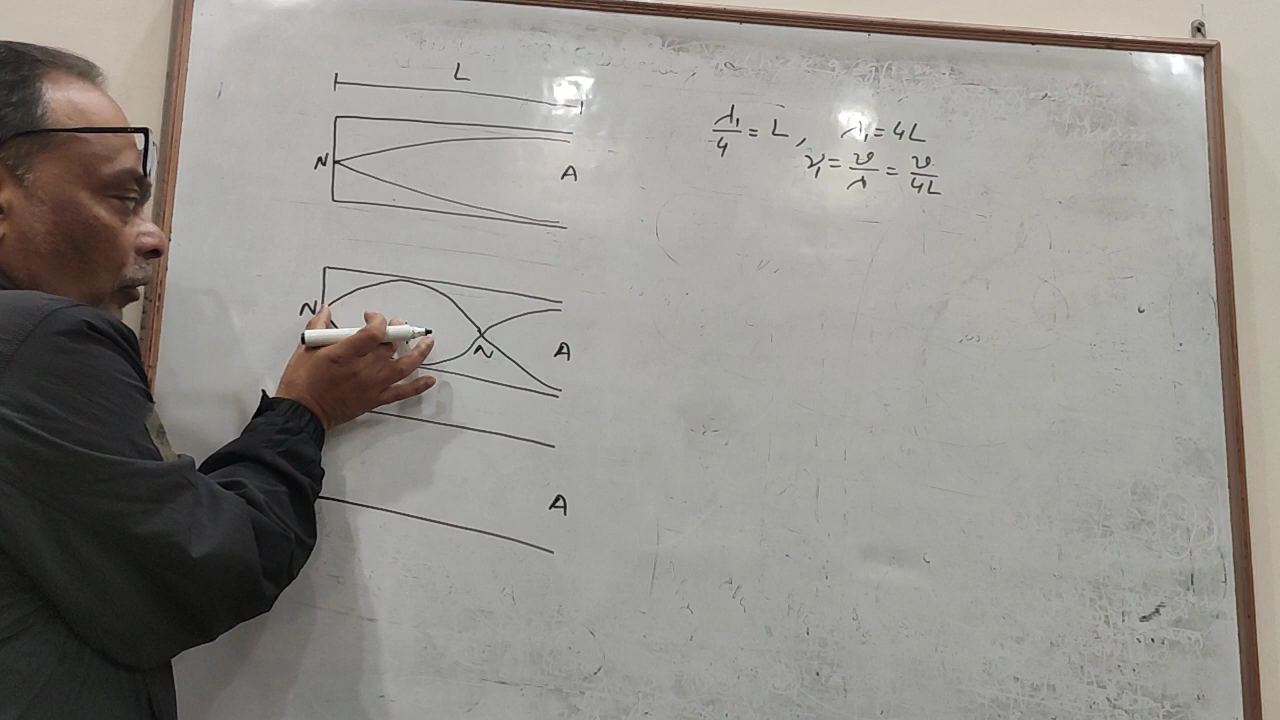 L
N A
λ₁/4 = L, λ₁ = 4L
ν₁ = v/λ = v/4L
N N A
A